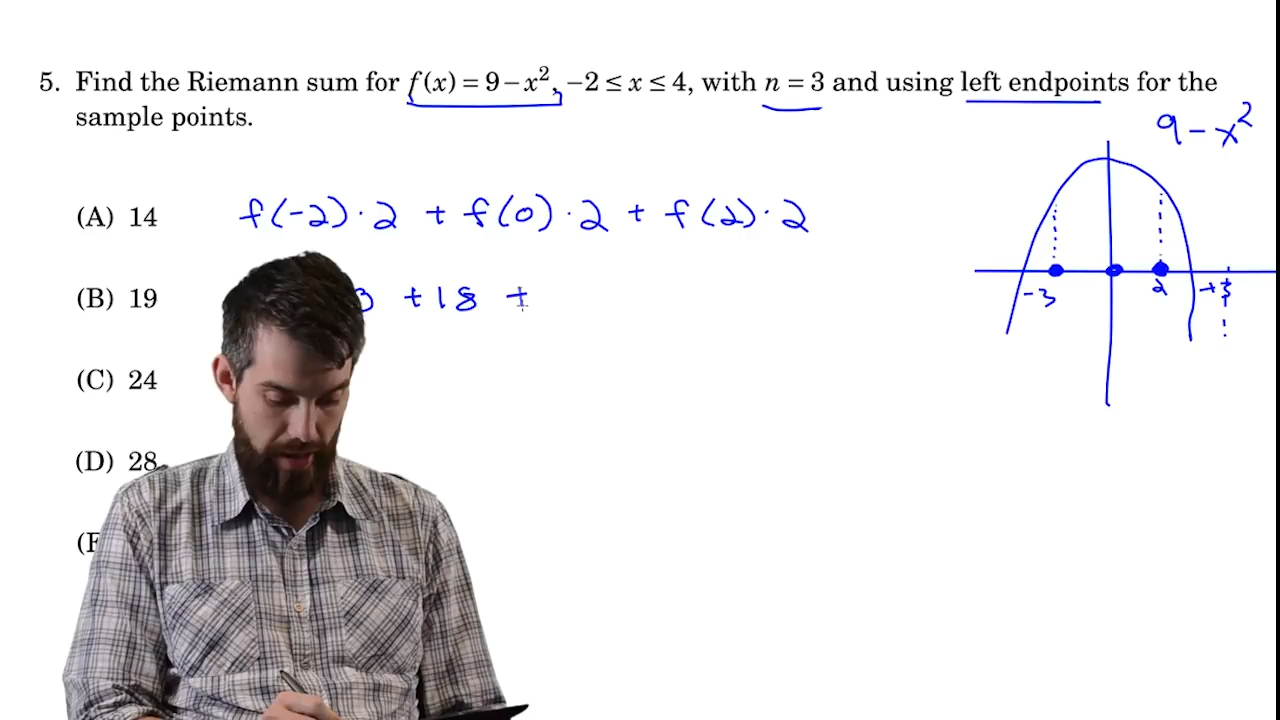 5. Find the Riemann sum for f(x) = 9 − x², −2 ≤ x ≤ 4, with n = 3 and using left endpoints for the
sample points.
9 − x²
(A) 14
f(-2)·2 + f(0)·2 + f(2)·2
(B) 19
+18 +
-3
2
(C) 24
(D) 28